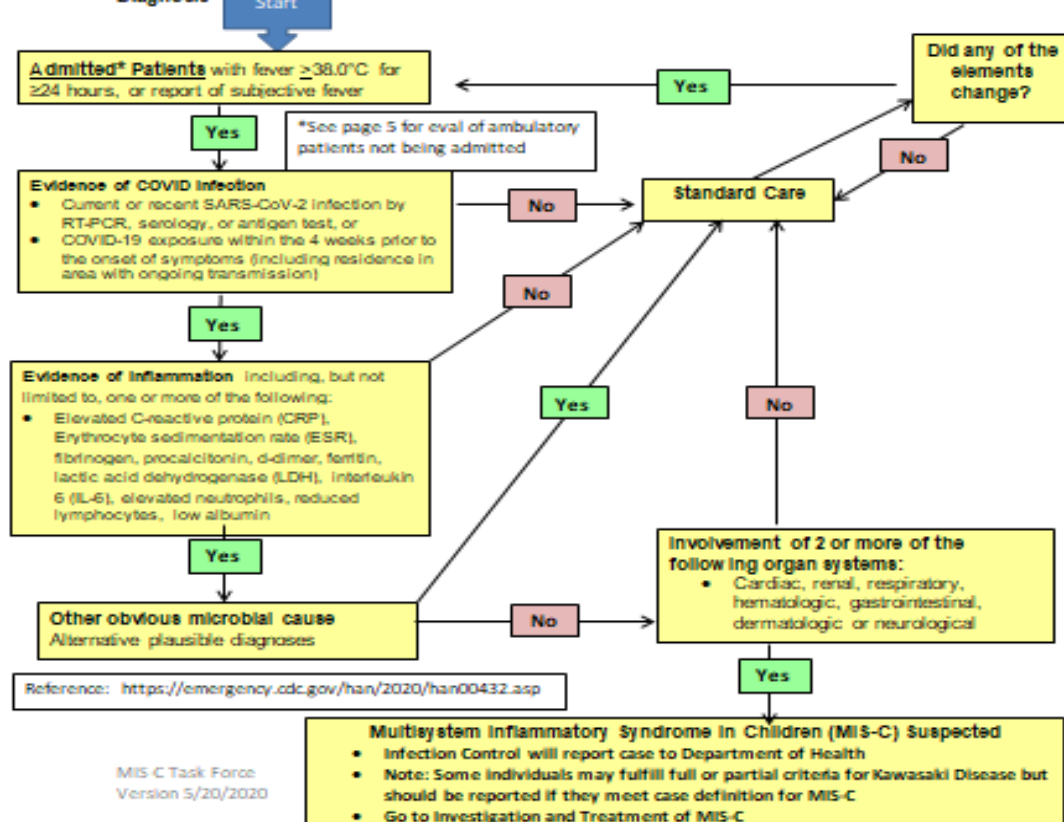 Diagnosis
Start
Admitted* Patients with fever ≥38.0°C for
≥24 hours, or report of subjective fever
Did any of the
elements
change?
Yes
Yes
*See page 5 for eval of ambulatory
patients not being admitted
No
Evidence of COVID Infection
• Current or recent SARS-CoV-2 infection by
RT-PCR, serology, or antigen test, or
• COVID-19 exposure within the 4 weeks prior to
the onset of symptoms (including residence in
area with ongoing transmission)
No
Standard Care
No
Yes
Evidence of Inflammation including, but not
limited to, one or more of the following:
• Elevated C-reactive protein (CRP),
Erythrocyte sedimentation rate (ESR),
fibrinogen, procalcitonin, d-dimer, ferritin,
lactic acid dehydrogenase (LDH), interleukin
6 (IL-6), elevated neutrophils, reduced
lymphocytes, low albumin
Yes
No
Yes
Other obvious microbial cause
Alternative plausible diagnoses
No
Involvement of 2 or more of the
following organ systems:
• Cardiac, renal, respiratory,
hematologic, gastrointestinal,
dermatologic or neurological
Yes
Reference: https://emergency.cdc.gov/han/2020/han00432.asp
Multisystem Inflammatory Syndrome in Children (MIS-C) Suspected
• Infection Control will report case to Department of Health
• Note: Some individuals may fulfill full or partial criteria for Kawasaki Disease but
should be reported if they meet case definition for MIS-C
• Go to Investigation and Treatment of MIS-C
MIS-C Task Force
Version 5/20/2020